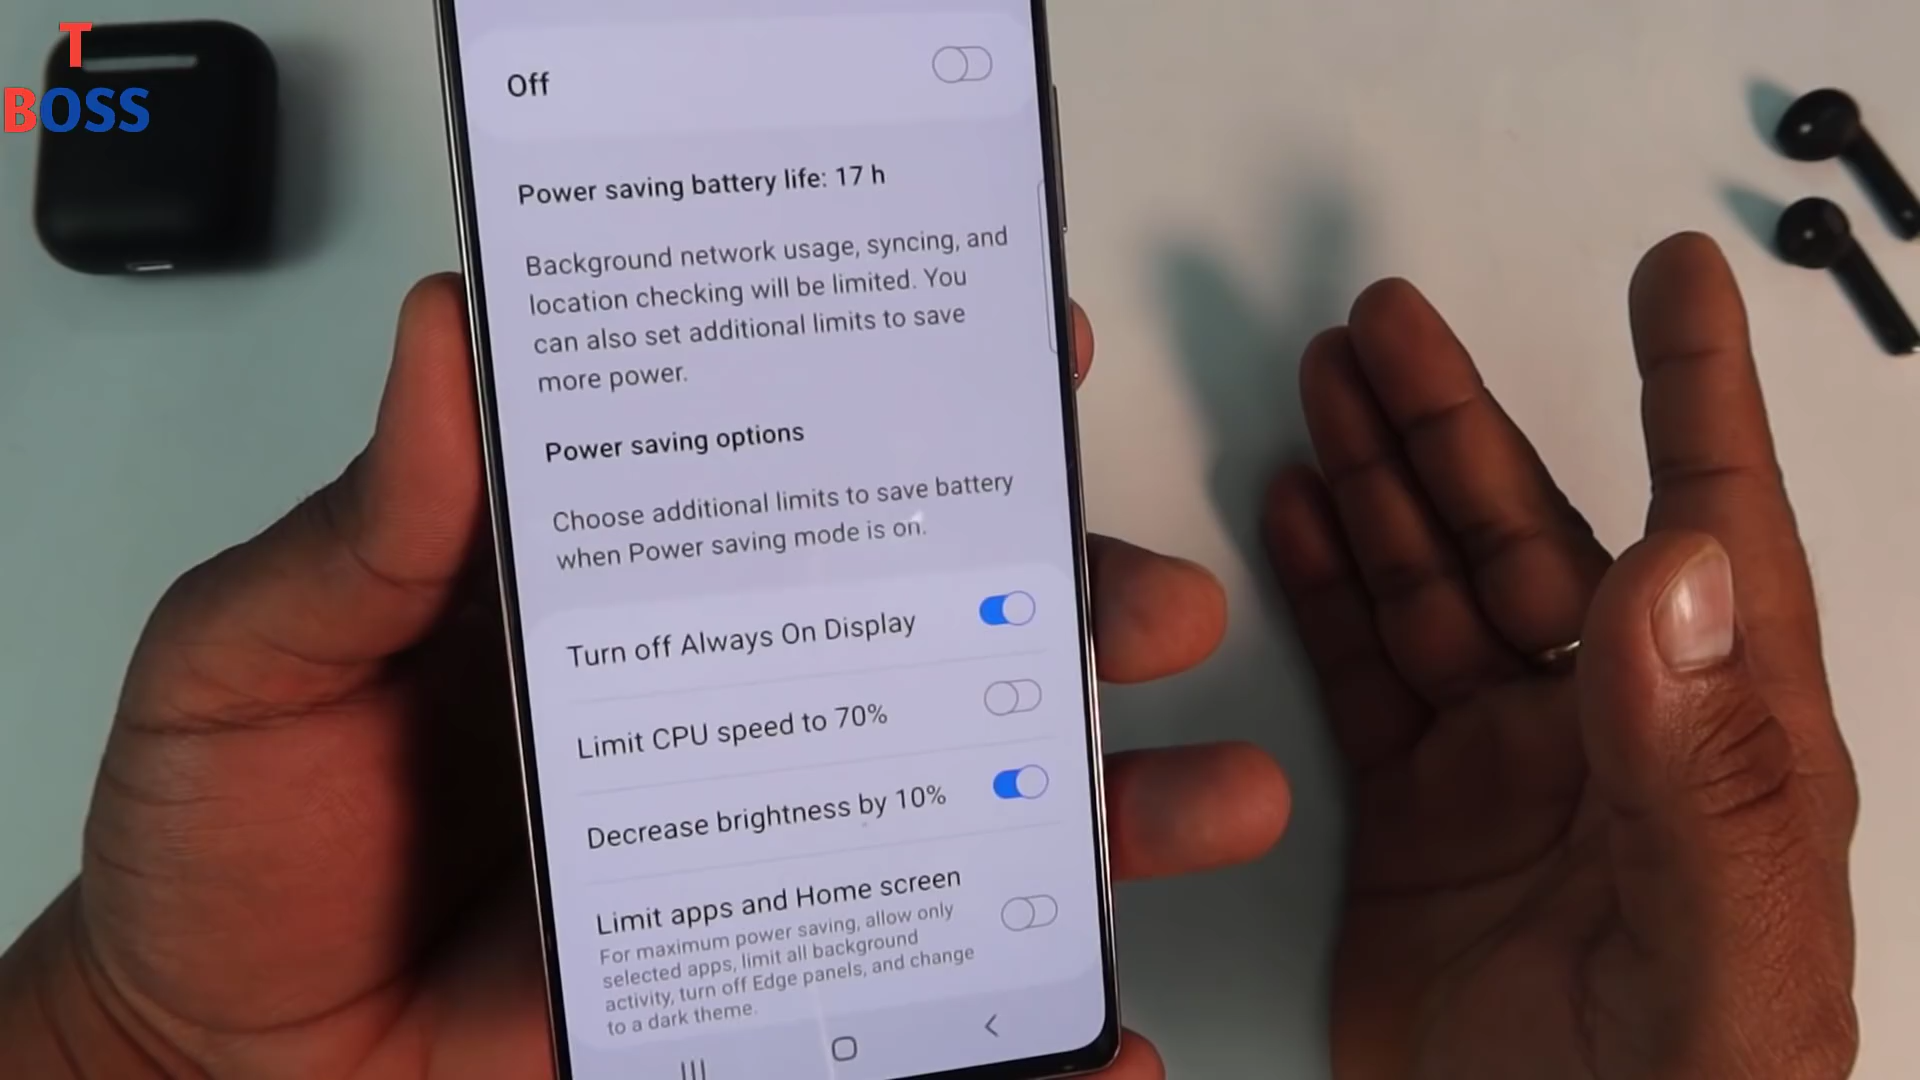 T
BOSS
Off
Power saving battery life: 17 h
Background network usage, syncing, and
location checking will be limited. You
can also set additional limits to save
more power.
Power saving options
Choose additional limits to save battery
when Power saving mode is on.
Turn off Always On Display
Limit CPU speed to 70%
Decrease brightness by 10%
Limit apps and Home screen
For maximum power saving, allow only
selected apps, limit all background
activity, turn off Edge panels, and change
to a dark theme.